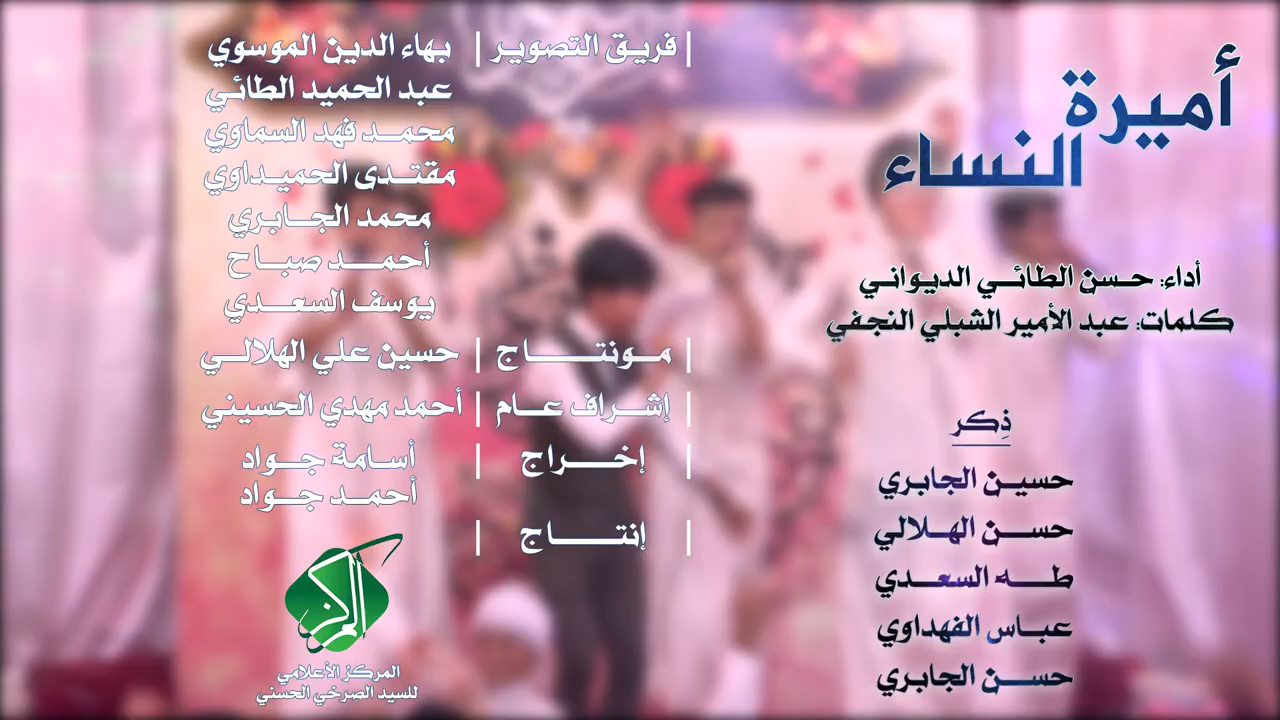 أميرة
النساء
أداء: حسن الطائي الديواني
كلمات: عبد الأمير الشبلي النجفي
ذِكر
حسين الجابري
حسن الهلالي
طه السعدي
عباس الفهداوي
حسن الجابري
| فريق التصوير | بهاء الدين الموسوي
عبد الحميد الطائي
محمد فهد السماوي
مقتدى الحميداوي
محمد الجابري
أحمد صباح
يوسف السعدي
| مونتاج | حسين علي الهلالي
| إشراف عام | أحمد مهدي الحسيني
| إخراج | أسامة جواد
أحمد جواد
| إنتاج |
المركز
المركز الأعلامي
للسيد الصرخي الحسني